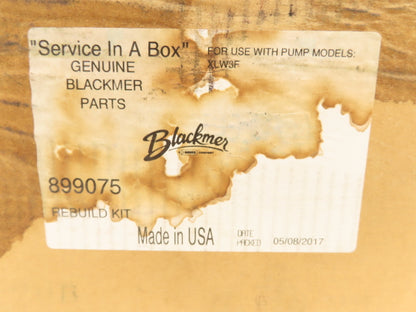 "Service In A Box"
GENUINE
BLACKMER
PARTS
FOR USE WITH PUMP MODELS:
XLW3F
Blackmer
899075
REBUILD KIT
Made in USA
DATE
PACKED 05/08/2017